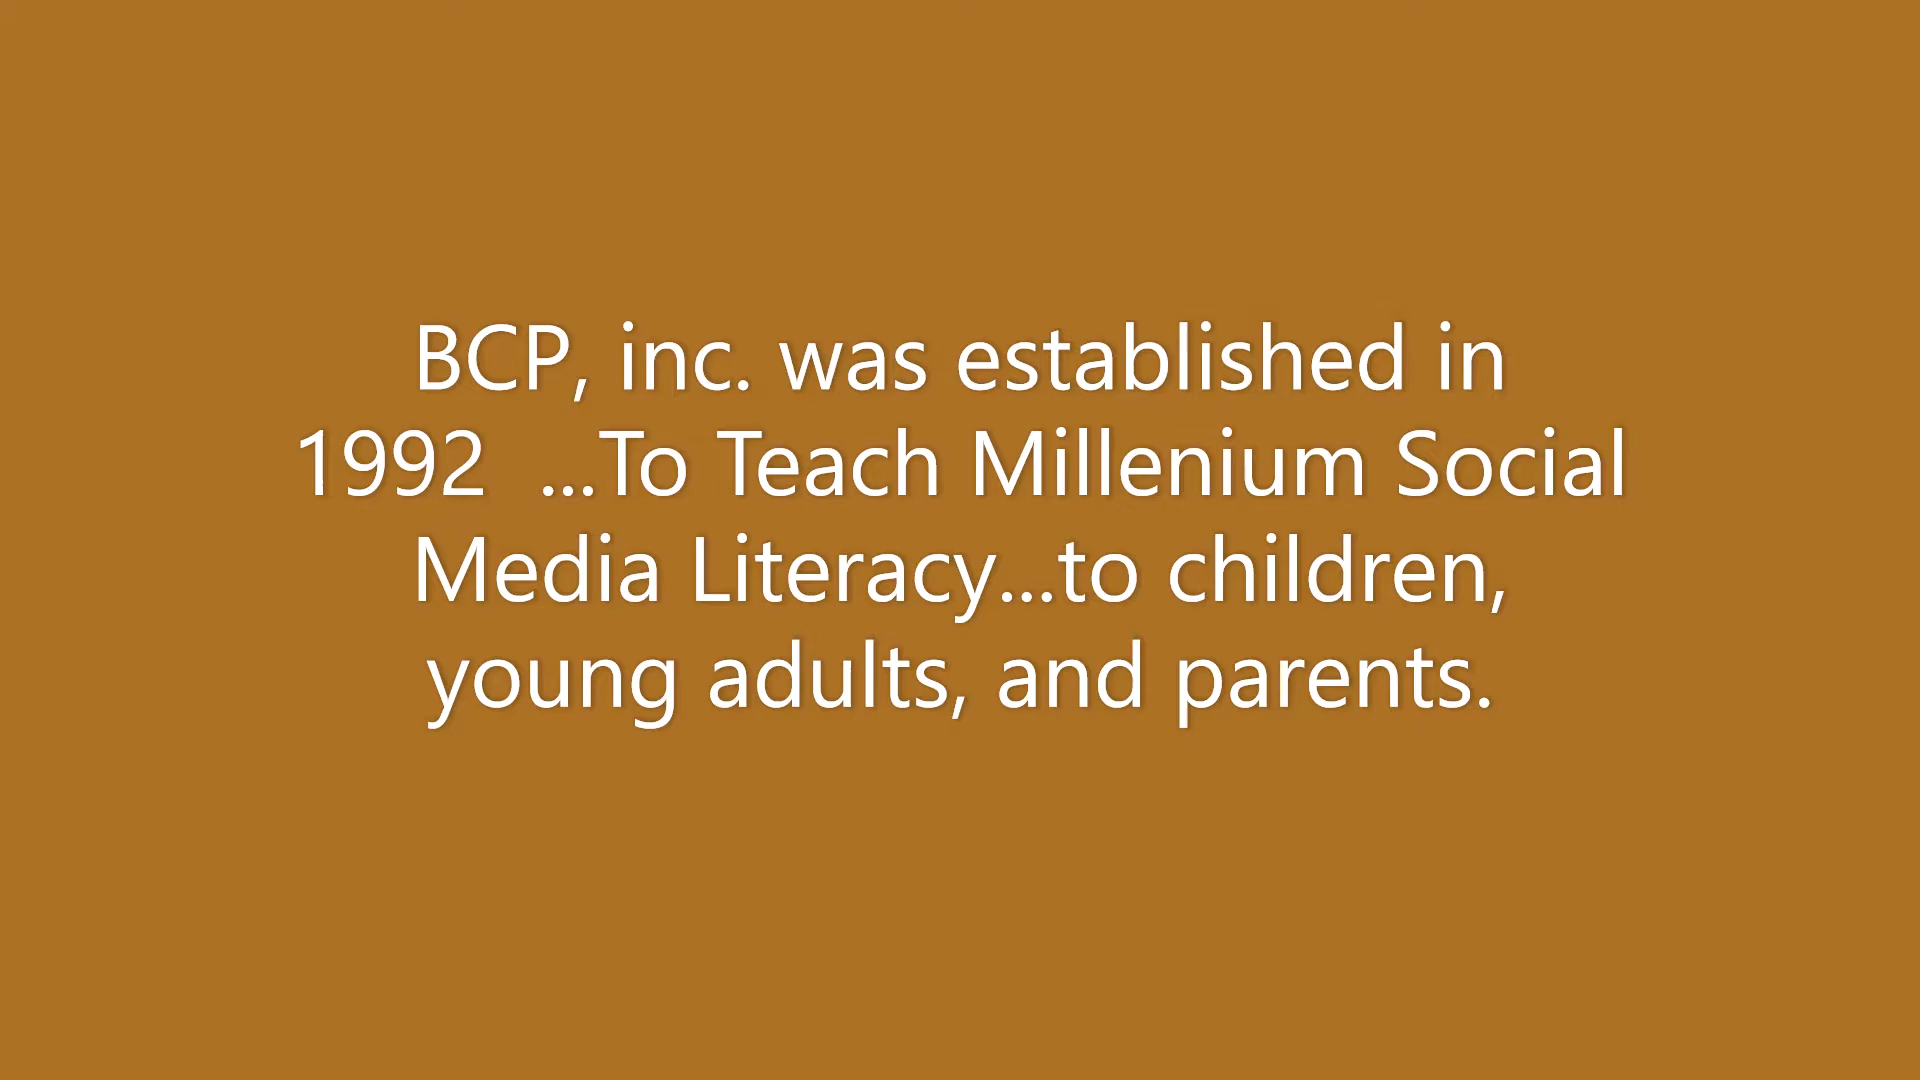 BCP, inc. was established in
1992  ...To Teach Millenium Social
Media Literacy...to children,
young adults, and parents.